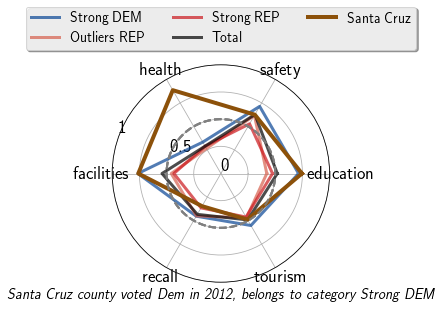 Strong DEM Strong REP Santa Cruz
Outliers REP Total
health safety
1
0.5
0
facilities education
recall tourism
Santa Cruz county voted Dem in 2012, belongs to category Strong DEM